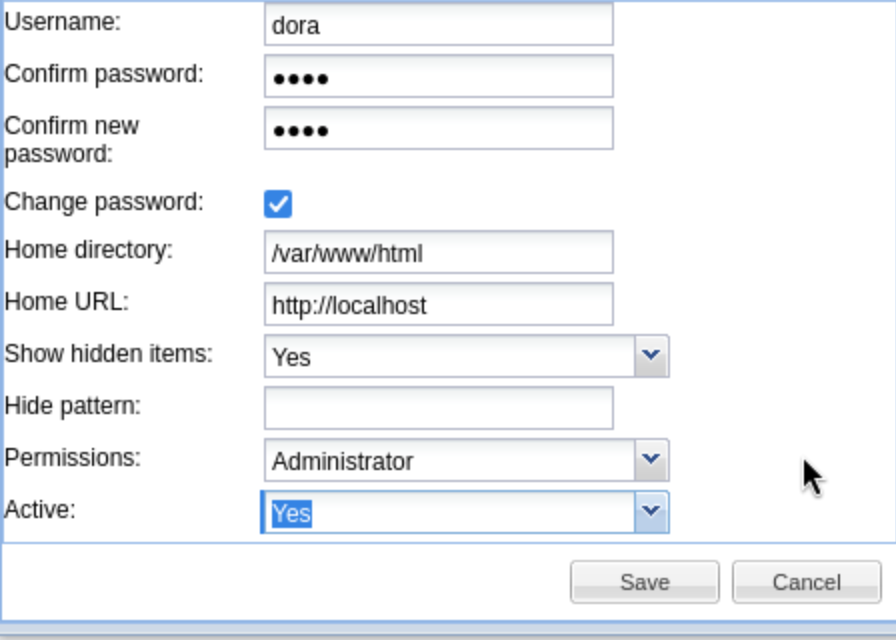 Username: dora
Confirm password: ••••
Confirm new
password: ••••
Change password:
Home directory: /var/www/html
Home URL: http://localhost
Show hidden items: Yes
Hide pattern:
Permissions: Administrator
Active: Yes
Save Cancel